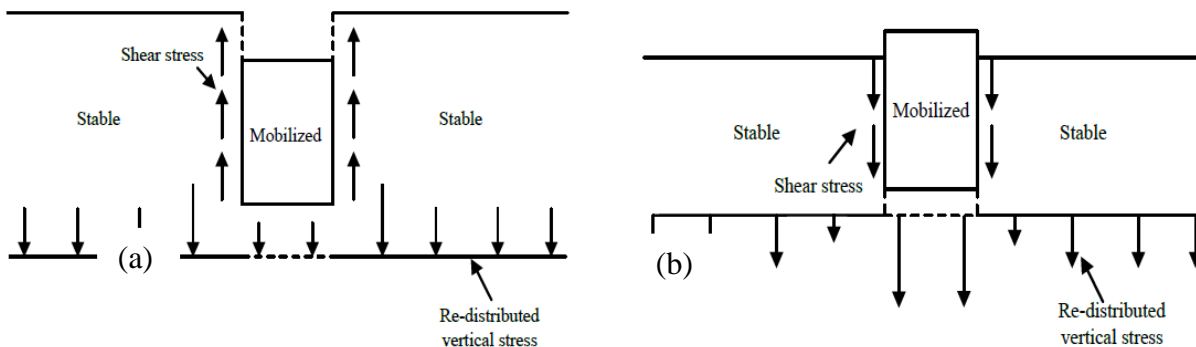 Shear stress
Stable
Mobilized
Stable
(a)
Re-distributed
vertical stress
Mobilized
Stable
Stable
Shear stress
(b)
Re-distributed
vertical stress